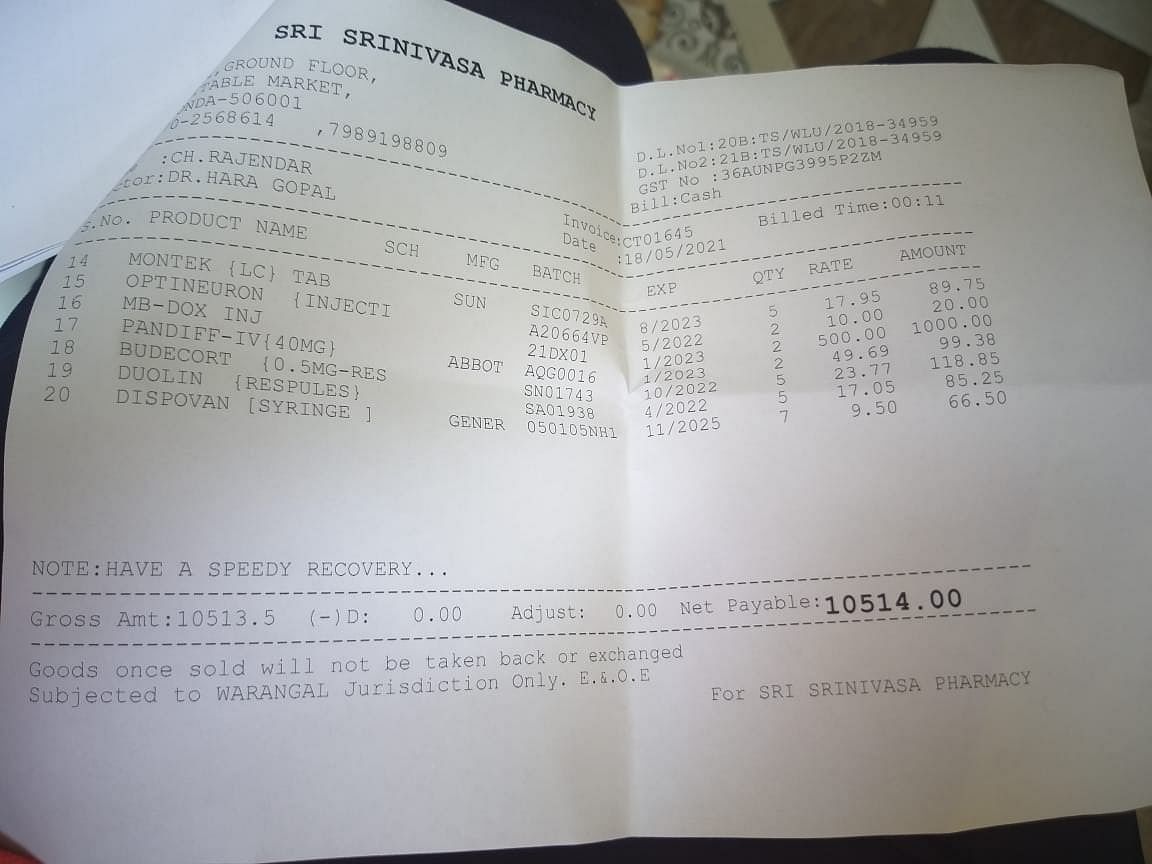 SRI SRINIVASA PHARMACY
,GROUND FLOOR,
TABLE MARKET,
NDA-506001
0-2568614 ,7989198809
D.L.No1:20B:TS/WLU/2018-34959
D.L.No2:21B:TS/WLU/2018-34959
GST No :36AUNPG3995P2ZM
Bill:Cash
:CH.RAJENDAR
ctor:DR.HARA GOPAL
Invoice:CT01645 Billed Time:00:11
Date :18/05/2021
S.No. PRODUCT NAME SCH MFG BATCH EXP QTY RATE AMOUNT
14 MONTEK {LC} TAB SUN SIC0729A 8/2023 5 17.95 89.75
15 OPTINEURON {INJECTI A20664VP 5/2022 2 10.00 20.00
16 MB-DOX INJ 21DX01 1/2023 2 500.00 1000.00
17 PANDIFF-IV{40MG} ABBOT AQG0016 1/2023 2 49.69 99.38
18 BUDECORT {0.5MG-RES SN01743 10/2022 5 23.77 118.85
19 DUOLIN {RESPULES} SA01938 4/2022 5 17.05 85.25
20 DISPOVAN [SYRINGE ] GENER 050105NH1 11/2025 7 9.50 66.50
NOTE:HAVE A SPEEDY RECOVERY...
Gross Amt:10513.5 (-)D: 0.00 Adjust: 0.00 Net Payable:10514.00
Goods once sold will not be taken back or exchanged
Subjected to WARANGAL Jurisdiction Only. E.&.O.E
For SRI SRINIVASA PHARMACY